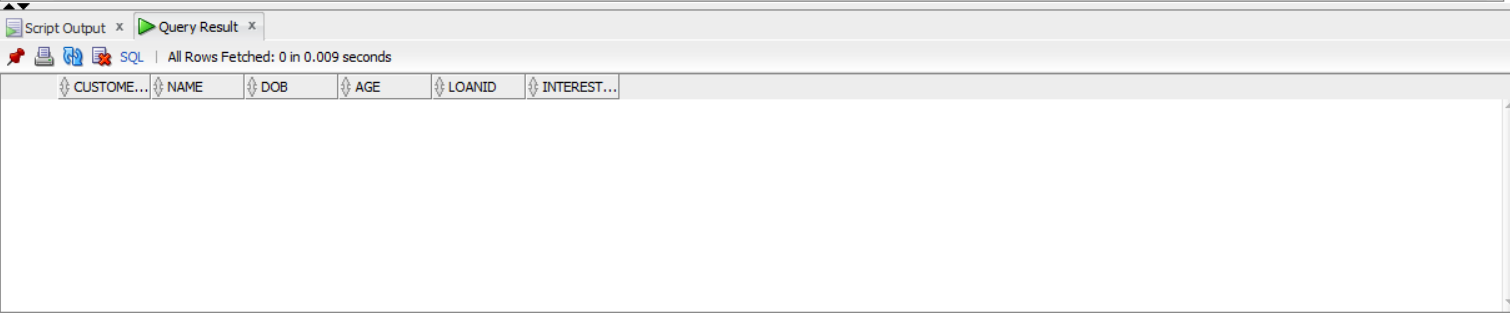 Script Output x Query Result x
SQL | All Rows Fetched: 0 in 0.009 seconds
CUSTOME... NAME DOB AGE LOANID INTEREST...